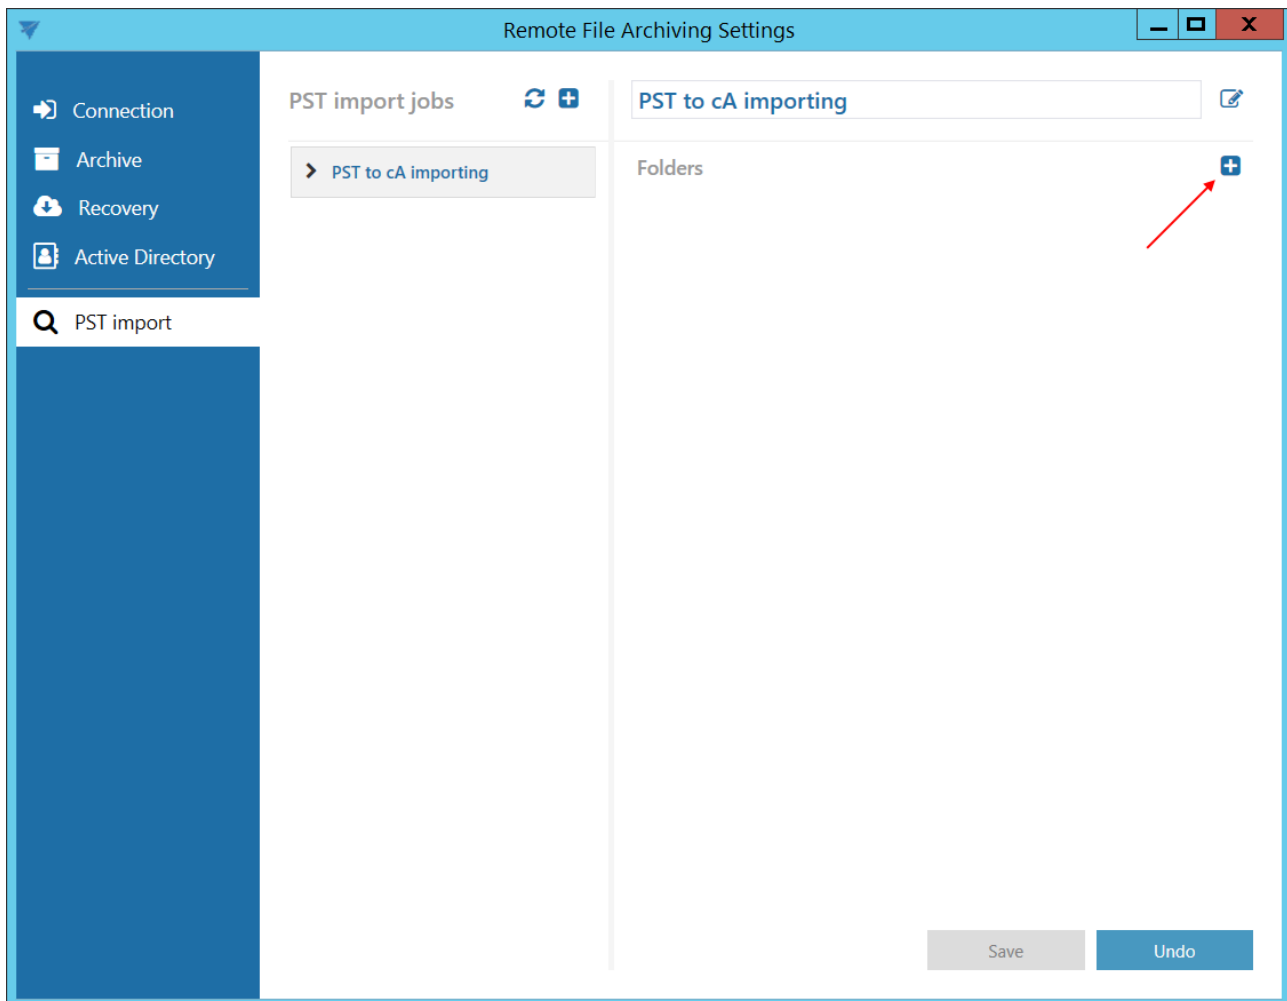 Remote File Archiving Settings
Connection
Archive
Recovery
Active Directory
PST import
PST import jobs
PST to cA importing
PST to cA importing
Folders
Save
Undo